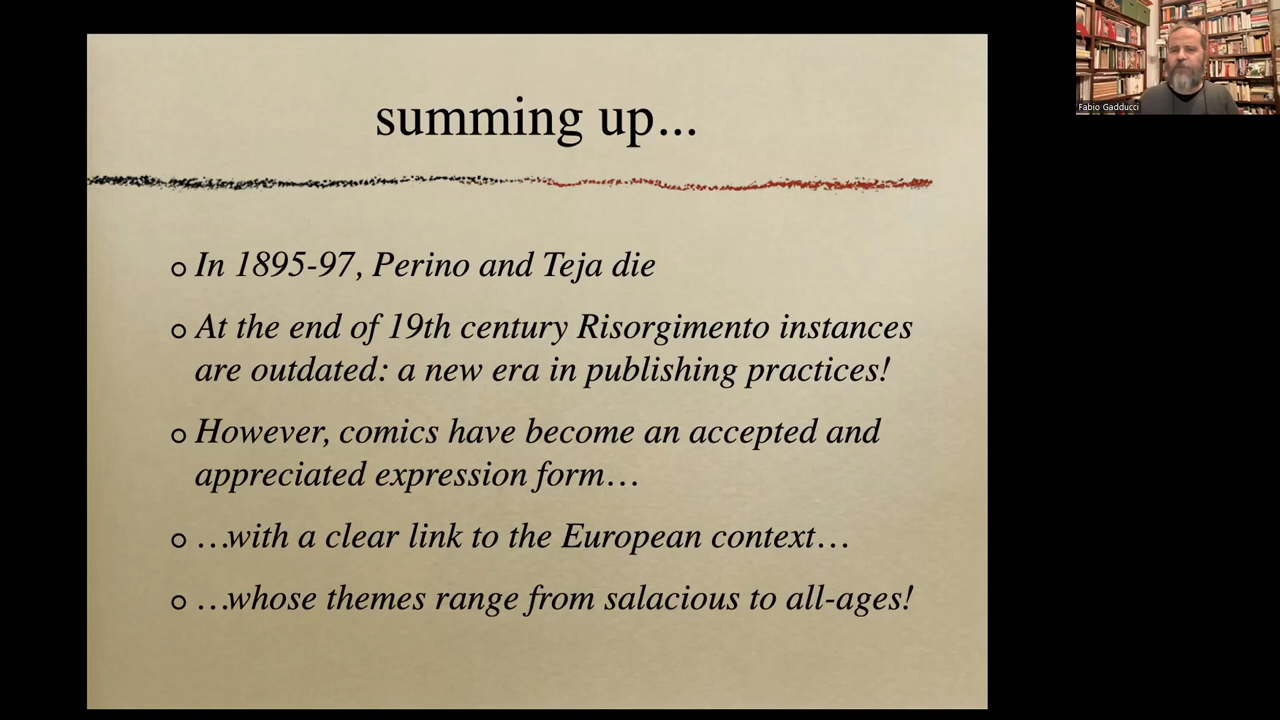 summing up...
In 1895-97, Perino and Teja die
At the end of 19th century Risorgimento instances
are outdated: a new era in publishing practices!
However, comics have become an accepted and
appreciated expression form…
…with a clear link to the European context…
…whose themes range from salacious to all-ages!
Fabio Gadducci